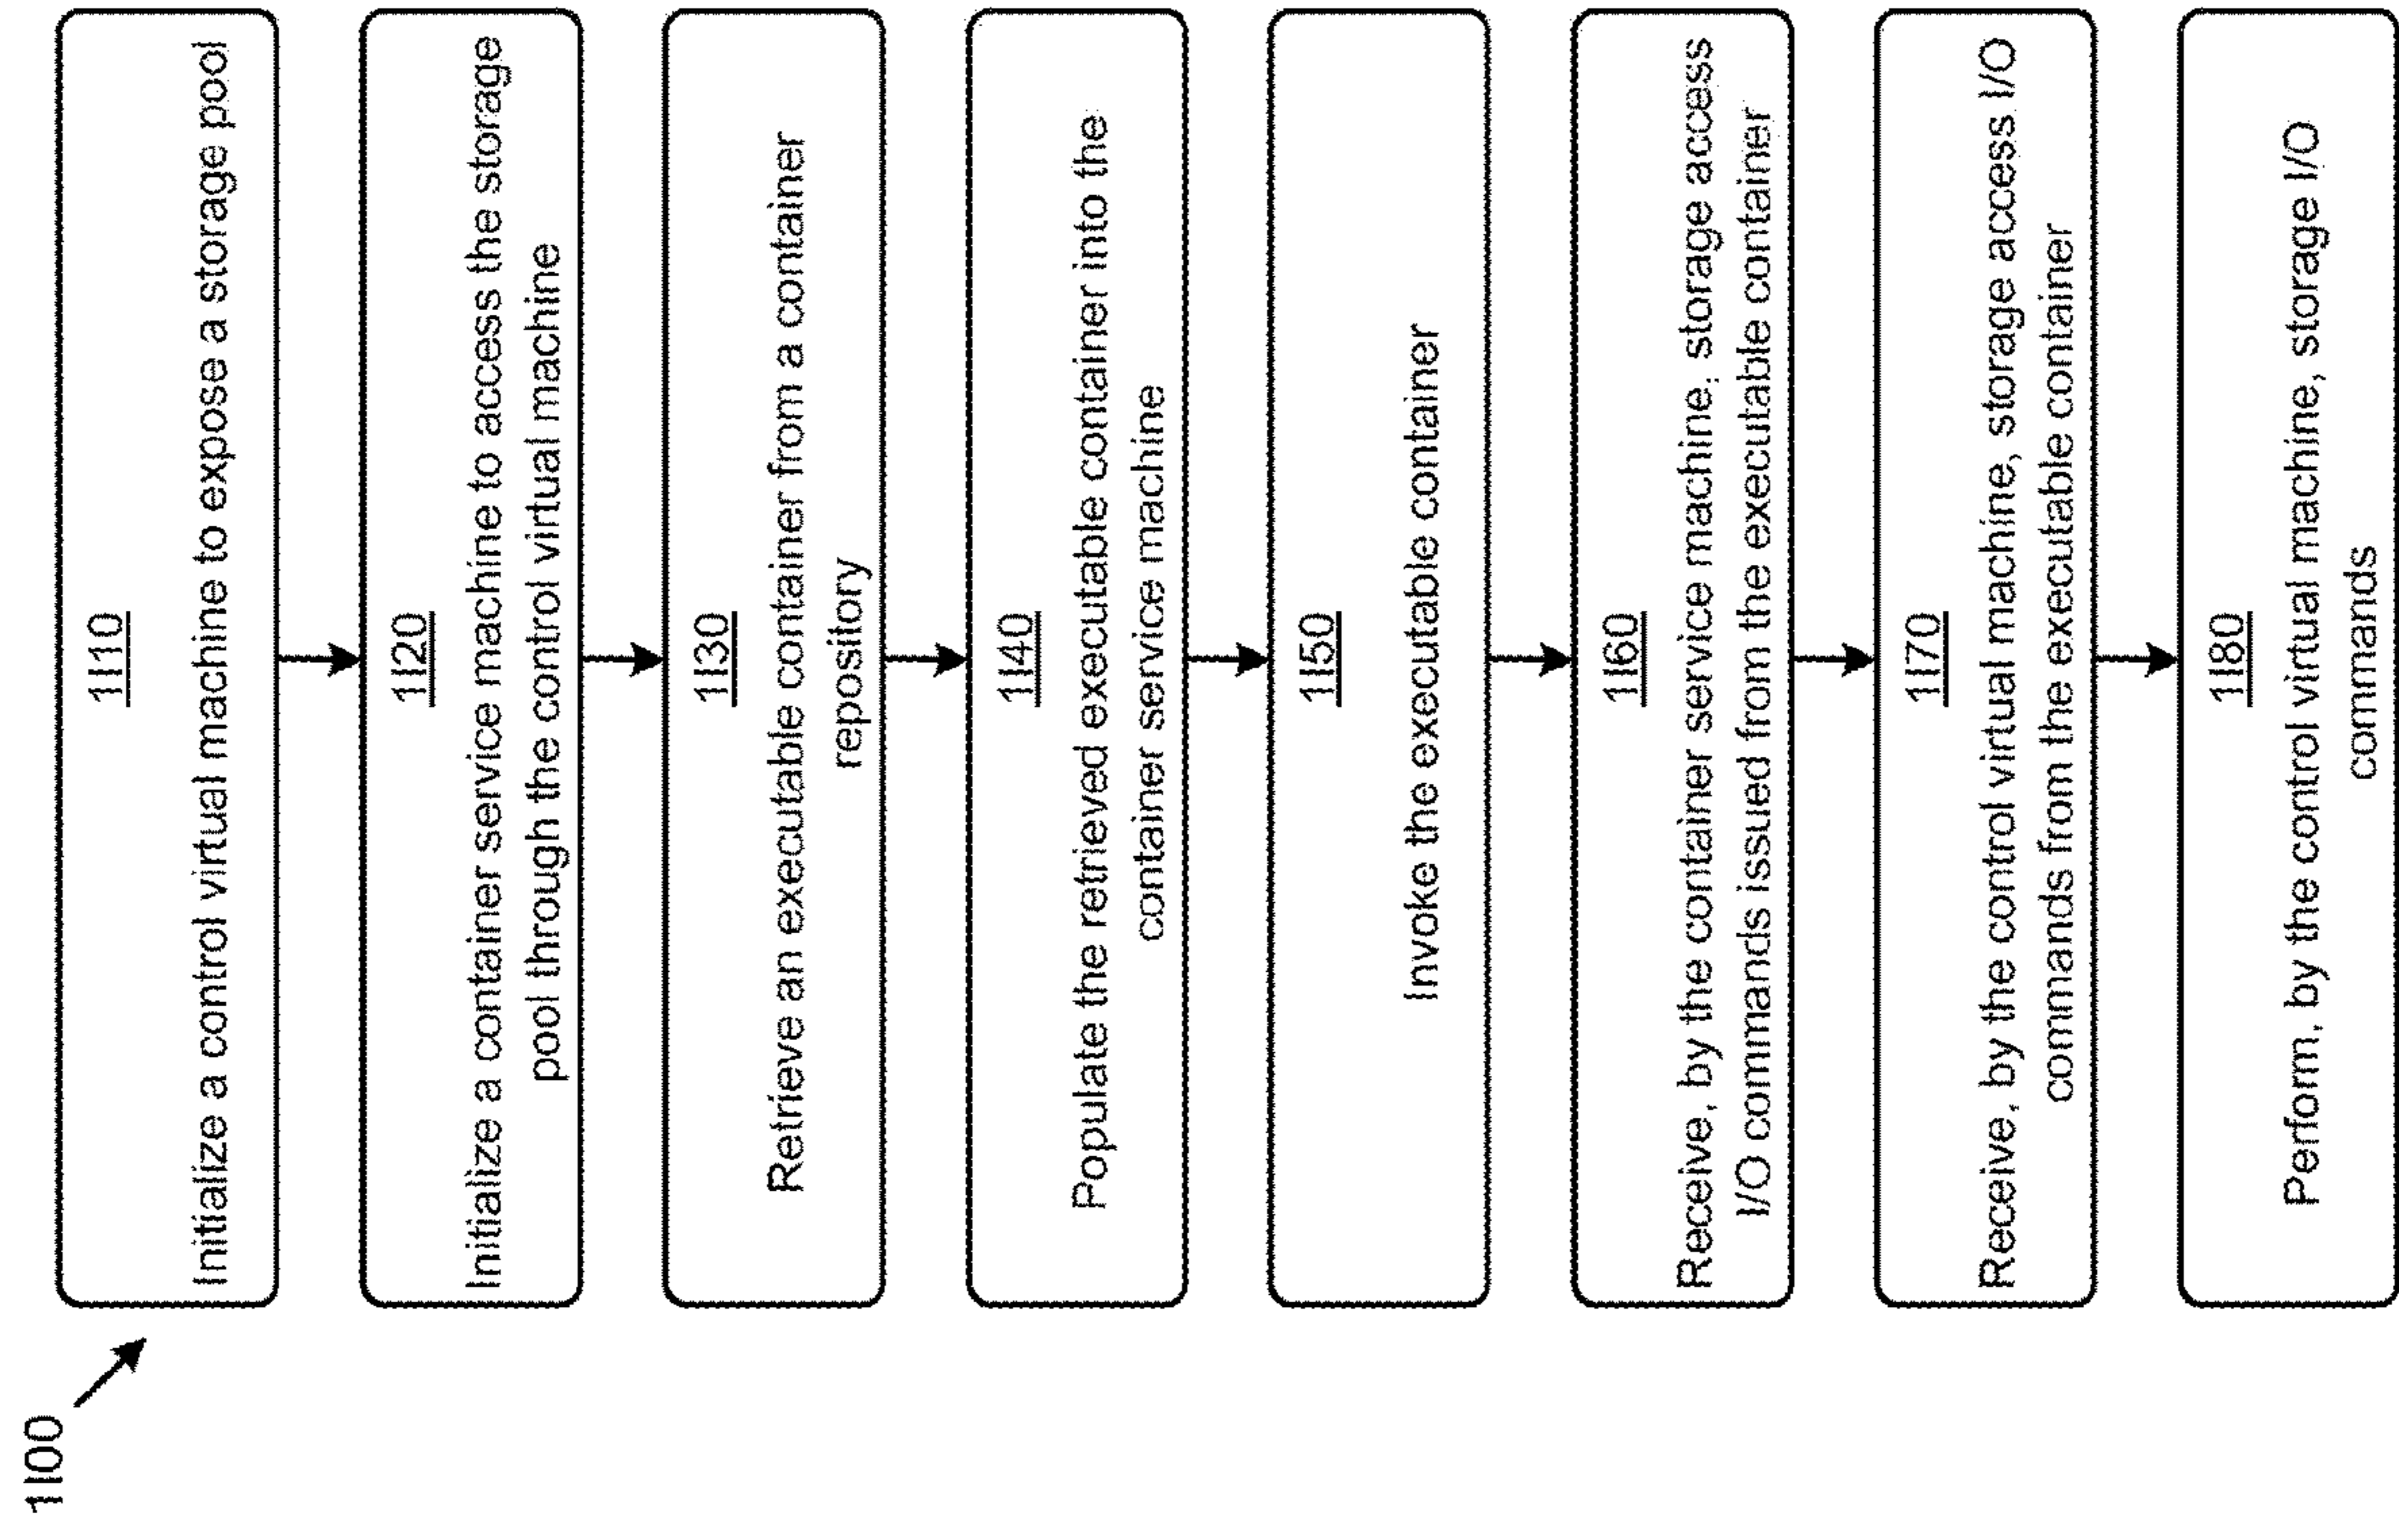 1I00
1I10
Initialize a control virtual machine to expose a storage pool
1I20
Initialize a container service machine to access the storage
pool through the control virtual machine
1I30
Retrieve an executable container from a container
repository
1I40
Populate the retrieved executable container into the
container service machine
1I50
Invoke the executable container
1I60
Receive, by the container service machine, storage access
I/O commands issued from the executable container
1I70
Receive, by the control virtual machine, storage access I/O
commands from the executable container
1I80
Perform, by the control virtual machine, storage I/O
commands